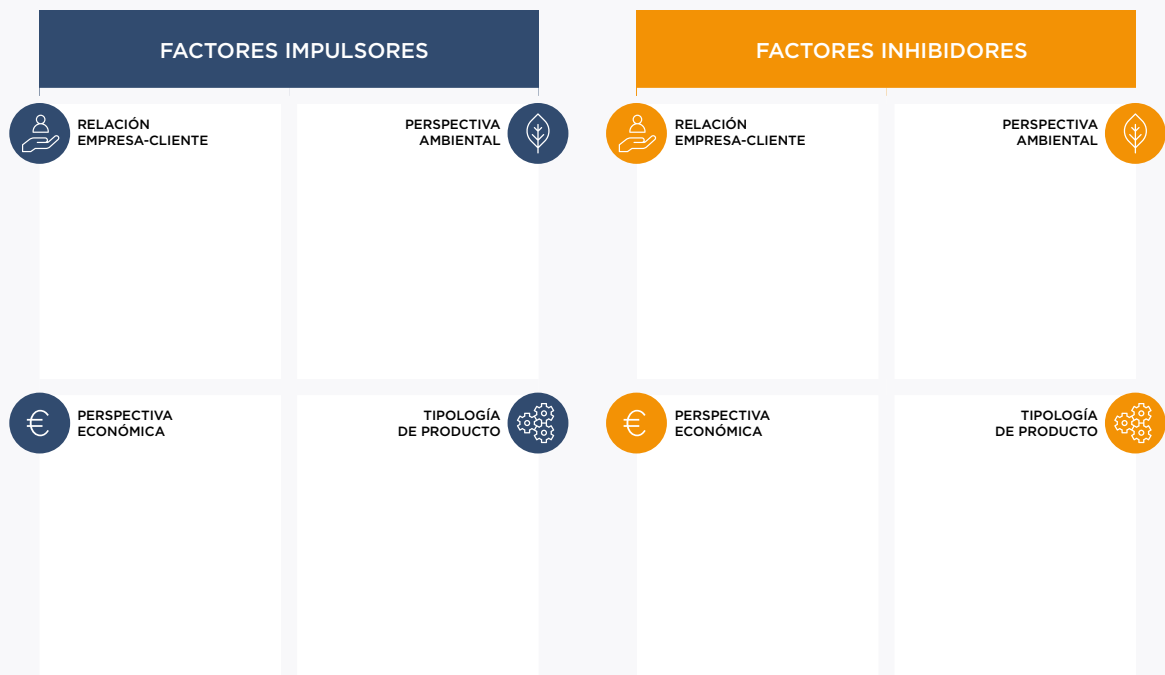 FACTORES IMPULSORES
RELACIÓN
EMPRESA-CLIENTE
PERSPECTIVA
AMBIENTAL
€
PERSPECTIVA
ECONÓMICA
TIPOLOGÍA
DE PRODUCTO
FACTORES INHIBIDORES
RELACIÓN
EMPRESA-CLIENTE
PERSPECTIVA
AMBIENTAL
€
PERSPECTIVA
ECONÓMICA
TIPOLOGÍA
DE PRODUCTO